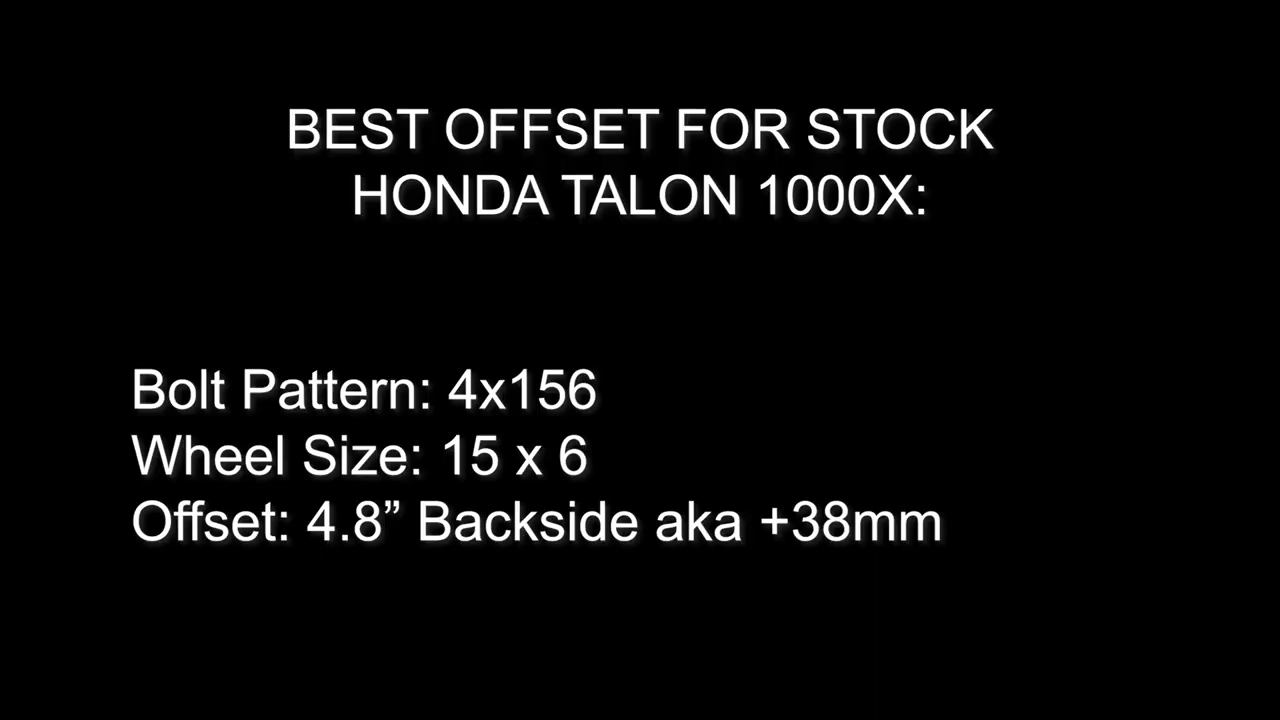 BEST OFFSET FOR STOCK
HONDA TALON 1000X:
Bolt Pattern: 4x156
Wheel Size: 15 x 6
Offset: 4.8” Backside aka +38mm